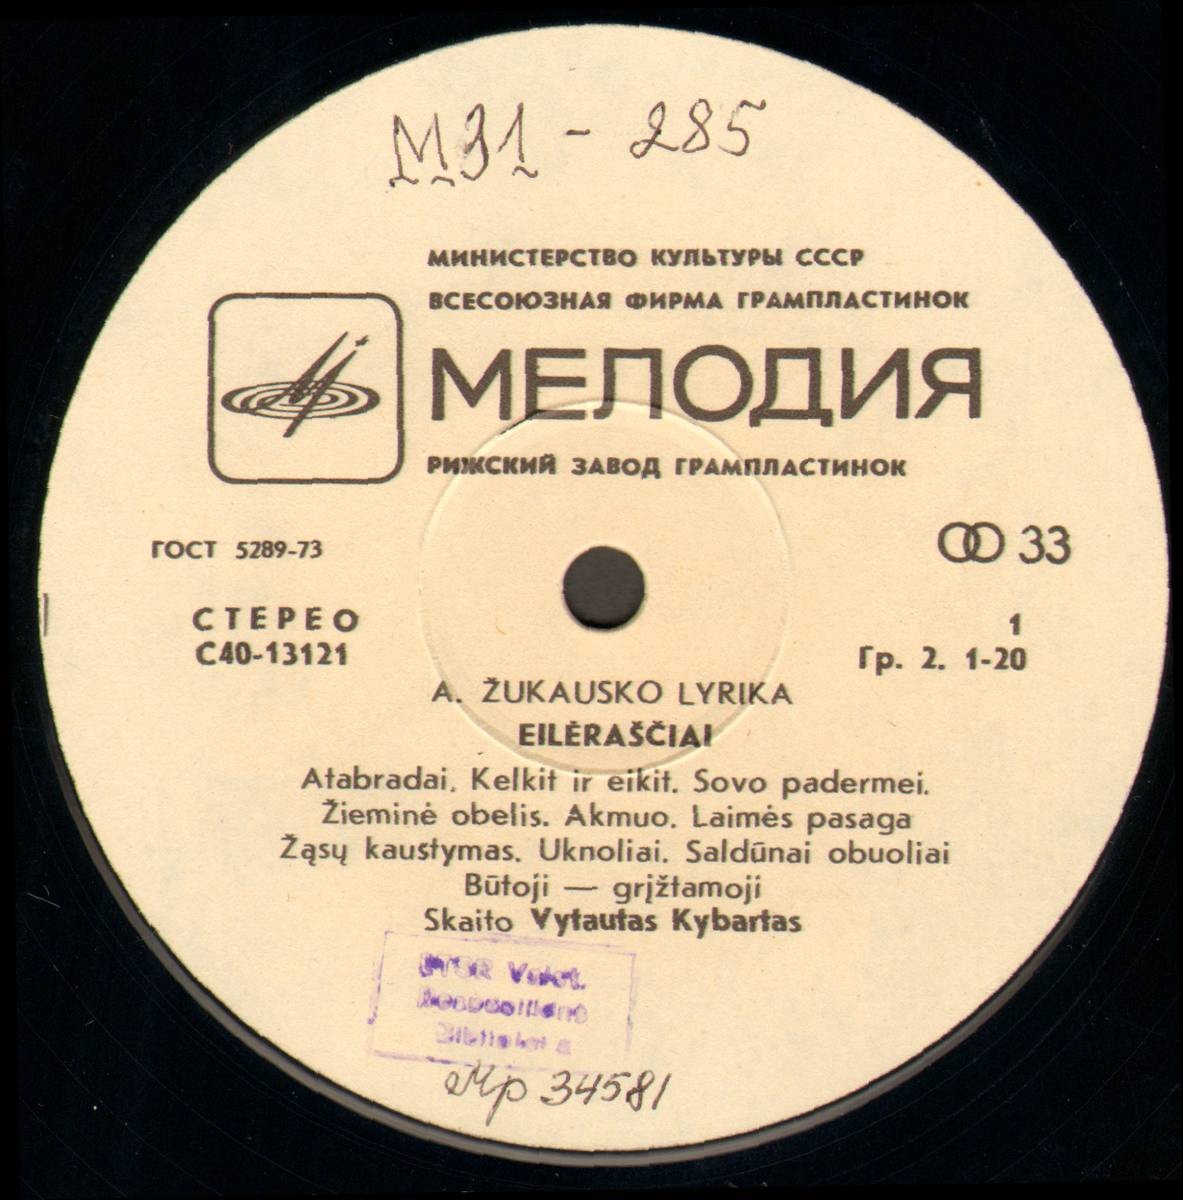 М31 - 285
МИНИСТЕРСТВО КУЛЬТУРЫ СССР
ВСЕСОЮЗНАЯ ФИРМА ГРАМПЛАСТИНОК
МЕЛОДИЯ
РИЖСКИЙ ЗАВОД ГРАМПЛАСТИНОК
ГОСТ 5289-73
33
СТЕРЕО
1
С40-13121
Гр. 2. 1-20
A. ŽUKAUSKO LYRIKA
EILĖRAŠČIAI
Atabradai. Kelkit ir eikit. Sovo padermei.
Žieminė obelis. Akmuo. Laimės pasaga
Žąsų kaustymas. Uknoliai. Saldūnai obuoliai
Būtoji — grįžtamoji
Skaito Vytautas Kybartas
Valst.
Mp 34581